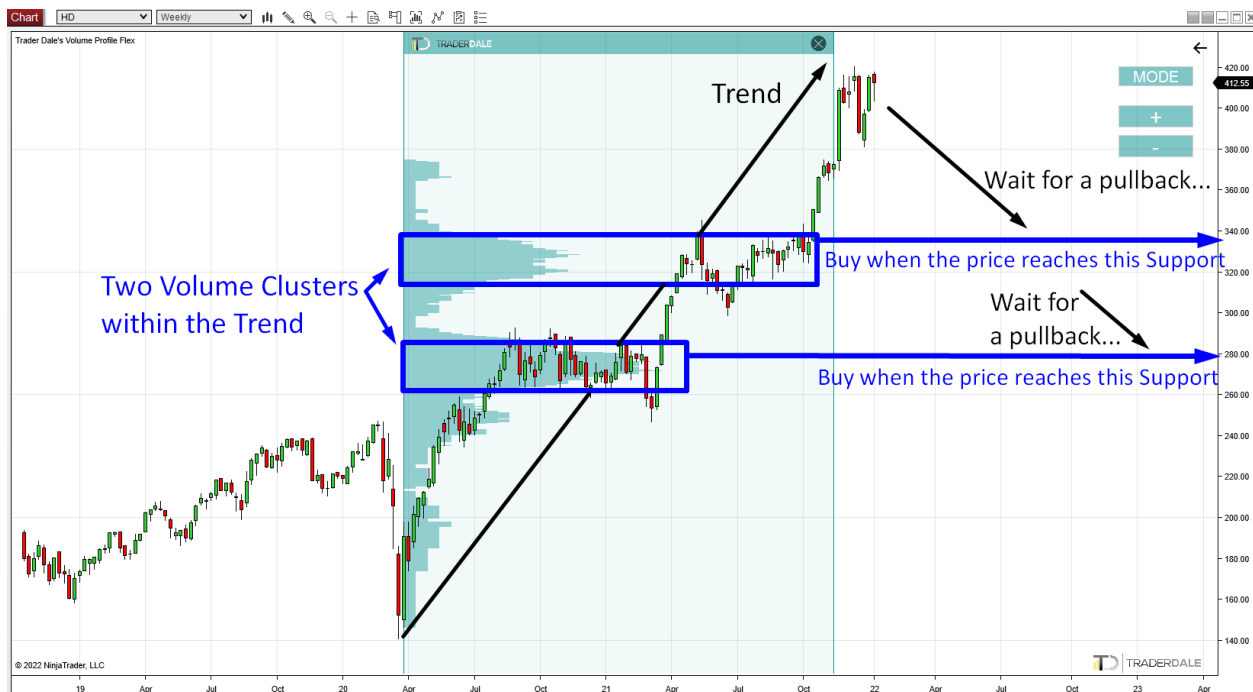 Chart
HD
Weekly
Trader Dale's Volume Profile Flex
TRADERDALE
MODE
+
-
Trend
Wait for a pullback...
Buy when the price reaches this Support
Two Volume Clusters
within the Trend
Wait for
a pullback...
Buy when the price reaches this Support
420.00
412.55
400.00
380.00
360.00
340.00
320.00
300.00
280.00
260.00
240.00
220.00
200.00
180.00
160.00
140.00
© 2022 NinjaTrader, LLC
TRADERDALE
19 Apr Jul Oct 20 Apr Jul Oct 21 Apr Jul Oct 22 Apr Jul Oct 23 Apr